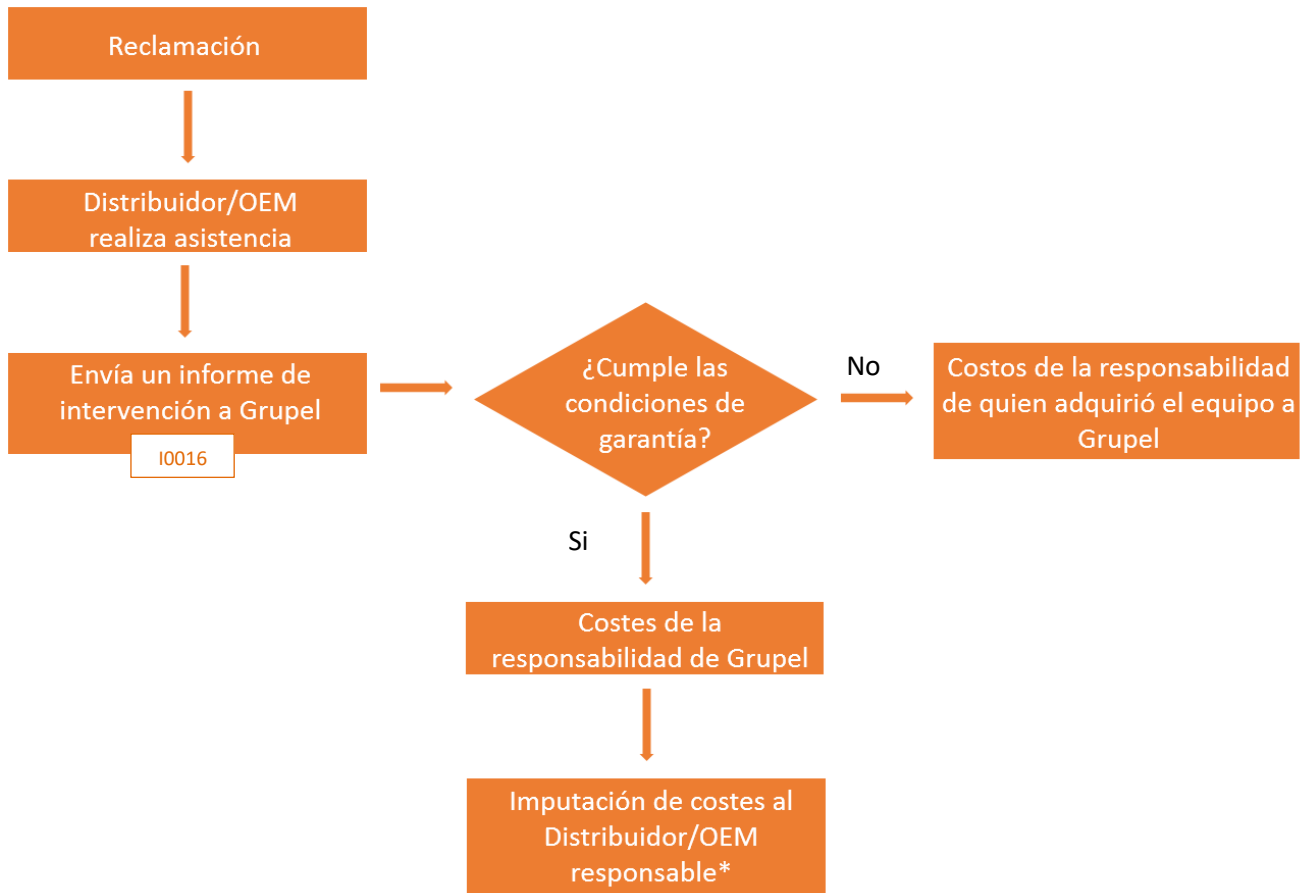 Reclamación
Distribuidor/OEM
realiza asistencia
Envía un informe de
intervención a Grupel
I0016
¿Cumple las
condiciones de
garantía?
No
Costos de la responsabilidad
de quien adquirió el equipo a
Grupel
Si
Costes de la
responsabilidad de Grupel
Imputación de costes al
Distribuidor/OEM
responsable*